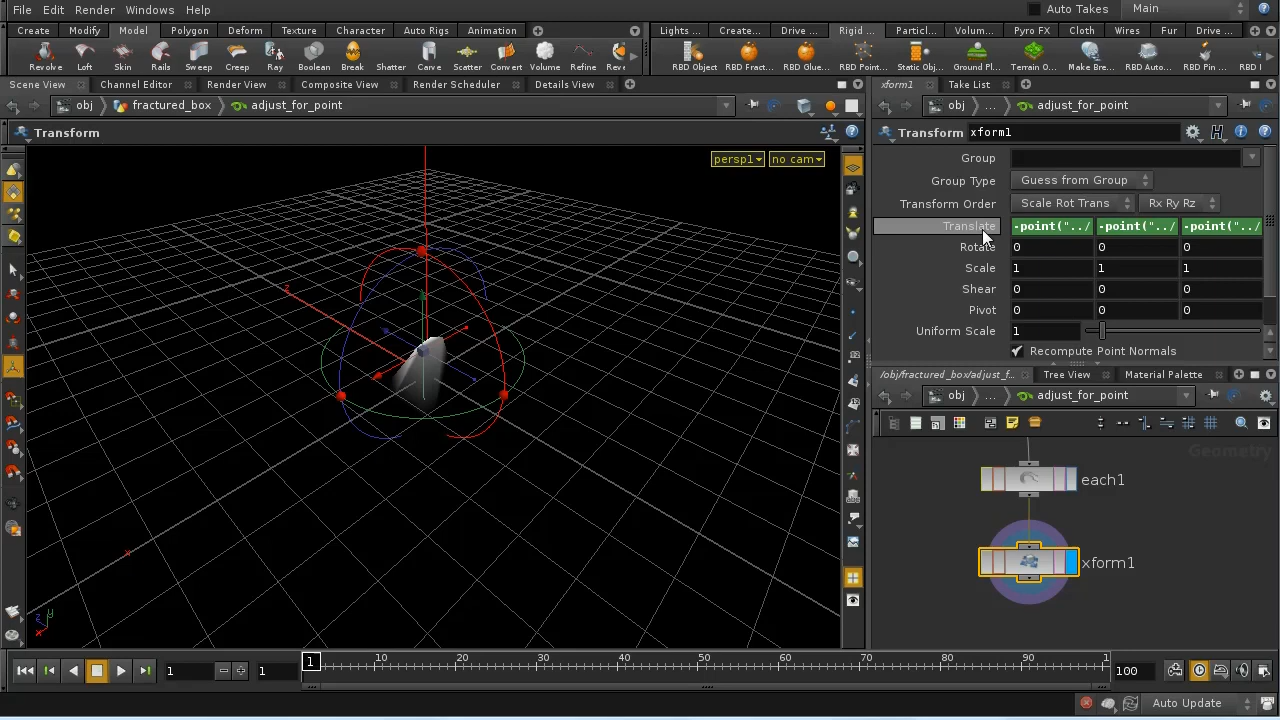 File Edit Render Windows Help Auto Takes Main
Create Modify Model Polygon Deform Texture Character Auto Rigs Animation Lights ... Create... Drive ... Rigid ... Particl... Volum... Pyro FX Cloth Wires Fur Drive ...
Revolve Loft Skin Rails Sweep Creep Ray Boolean Break Shatter Carve Scatter Convert Volume Refine Rev RBD Object RBD Fract... RBD Glue... RBD Point... Static Obj... Ground Pl... Terrain O... Make Bre... RBD Auto... RBD Pin ... RBD I
Scene View Channel Editor Render View Composite View Render Scheduler Details View xform1 Take List
obj fractured_box adjust_for_point obj ... adjust_for_point
Transform Transform xform1
persp1 no cam
Group
Group Type Guess from Group
Transform Order Scale Rot Trans Rx Ry Rz
Translate -point("../ -point("../ -point("../
Rotate 0 0 0
Scale 1 1 1
Shear 0 0 0
Pivot 0 0 0
Uniform Scale 1
Recompute Point Normals
/obj/fractured_box/adjust_f... Tree View Material Palette
obj ... adjust_for_point
Geometry
each1
xform1
z y x
1 1 1 10 20 30 40 50 60 70 80 90 1 100
Auto Update